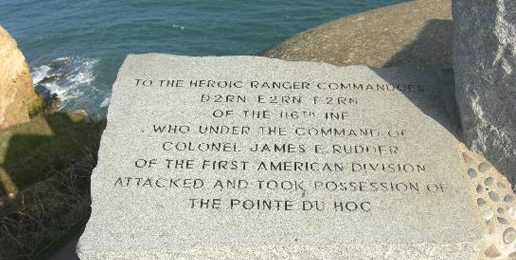 TO THE HEROIC RANGER COMMANDOES
D2RN E2RN F2RN
OF THE 116TH INF
WHO UNDER THE COMMAND OF
COLONEL JAMES E. RUDDER
OF THE FIRST AMERICAN DIVISION
ATTACKED AND TOOK POSSESSION OF
THE POINTE DU HOC